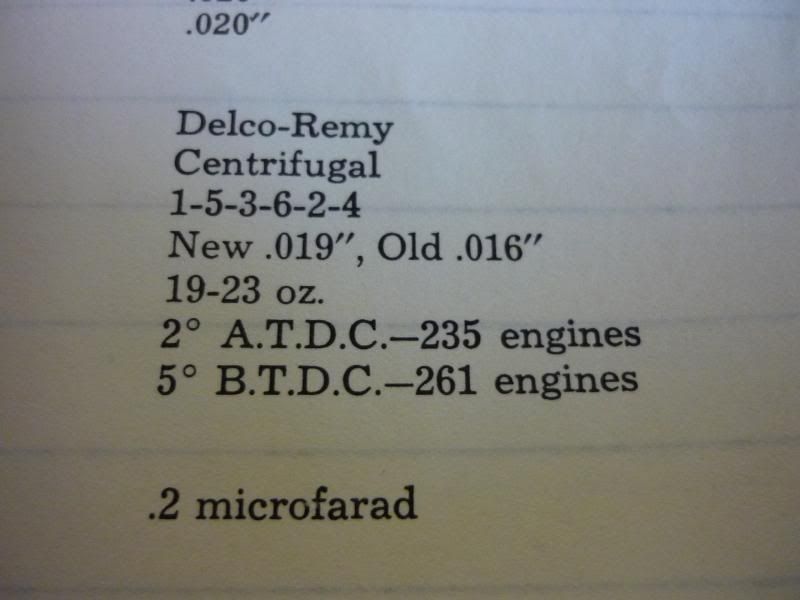 .020″
Delco-Remy
Centrifugal
1-5-3-6-2-4
New .019″, Old .016″
19-23 oz.
2° A.T.D.C.—235 engines
5° B.T.D.C.—261 engines
.2 microfarad